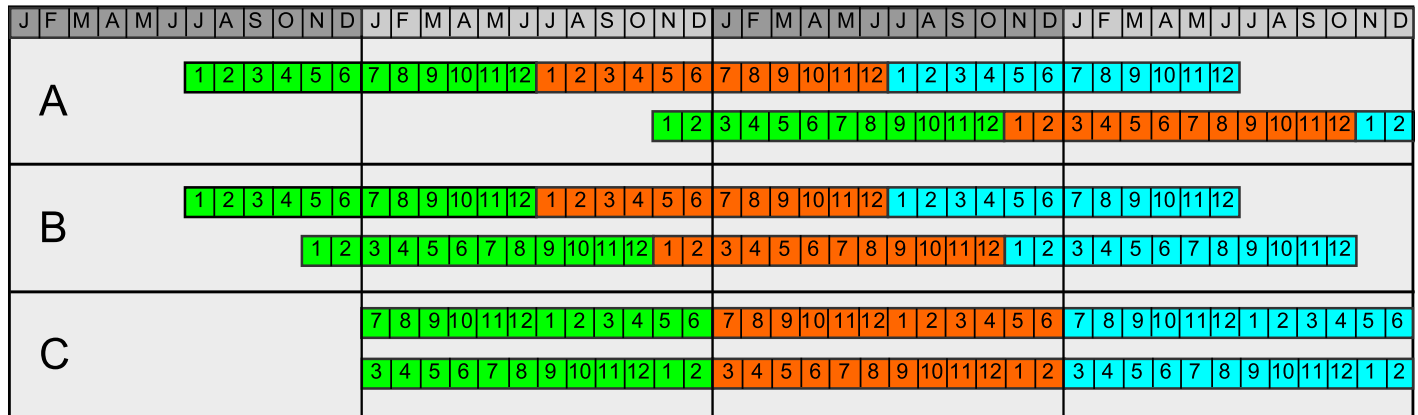 J F M A M J J A S O N D J F M A M J J A S O N D J F M A M J J A S O N D J F M A M J J A S O N D
A
1 2 3 4 5 6 7 8 9 10 11 12 1 2 3 4 5 6 7 8 9 10 11 12 1 2 3 4 5 6 7 8 9 10 11 12
1 2 3 4 5 6 7 8 9 10 11 12 1 2 3 4 5 6 7 8 9 10 11 12 1 2
B
1 2 3 4 5 6 7 8 9 10 11 12 1 2 3 4 5 6 7 8 9 10 11 12 1 2 3 4 5 6 7 8 9 10 11 12
1 2 3 4 5 6 7 8 9 10 11 12 1 2 3 4 5 6 7 8 9 10 11 12 1 2 3 4 5 6 7 8 9 10 11 12
C
7 8 9 10 11 12 1 2 3 4 5 6 7 8 9 10 11 12 1 2 3 4 5 6 7 8 9 10 11 12 1 2 3 4 5 6
3 4 5 6 7 8 9 10 11 12 1 2 3 4 5 6 7 8 9 10 11 12 1 2 3 4 5 6 7 8 9 10 11 12 1 2